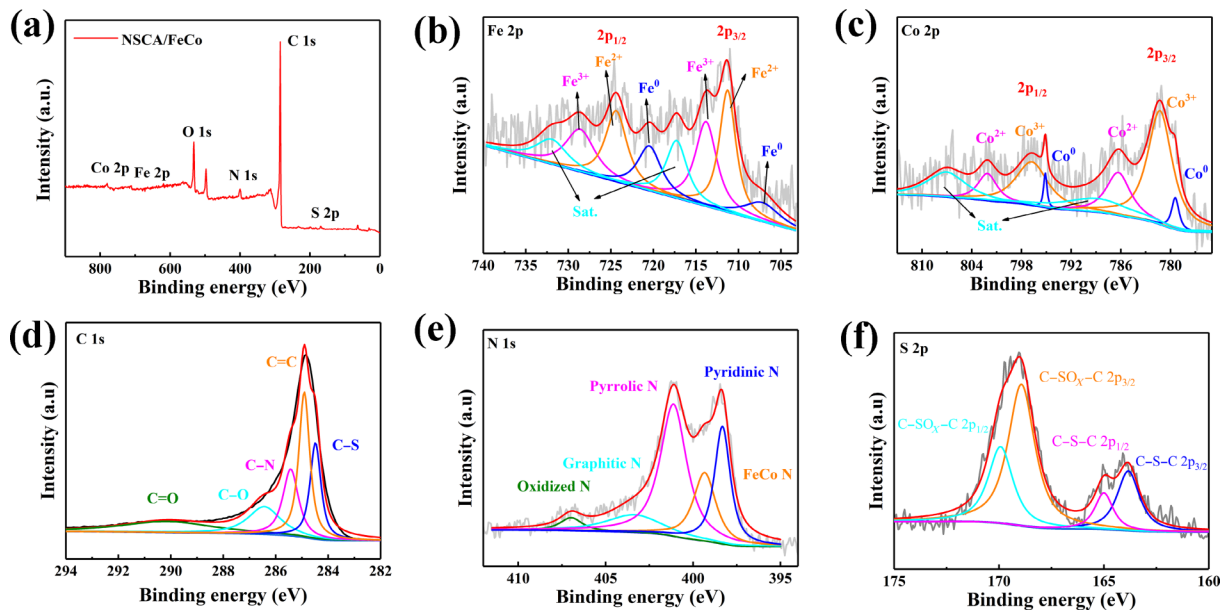 (a)
NSCA/FeCo
C 1s
O 1s
Co 2p
Fe 2p
N 1s
S 2p
Intensity (a.u.)
800
600
400
200
0
Binding energy (eV)
(b)
Fe 2p
2p1/2
2p3/2
Fe3+
Fe2+
Fe0
Fe3+
Fe2+
Fe0
Sat.
Intensity (a.u)
740
730
720
710
Binding energy (eV)
(c)
Co 2p
2p3/2
2p1/2
Co3+
Co2+
Co3+
Co0
Co2+
Co0
Sat.
Intensity (a.u)
810
804
798
792
786
780
Binding energy (eV)
(d)
C 1s
C=C
C–S
C–N
C–O
C=O
Intensity (a.u)
294
292
290
288
286
284
282
Binding energy (eV)
(e)
N 1s
Pyrrolic N
Pyridinic N
Graphitic N
Oxidized N
FeCo N
Intensity (a.u)
410
405
400
395
Binding energy (eV)
(f)
S 2p
C–SOX–C 2p3/2
C–SOX–C 2p1/2
C–S–C 2p1/2
C–S–C 2p3/2
Intensity (a.u)
175
170
165
160
Binding energy (eV)